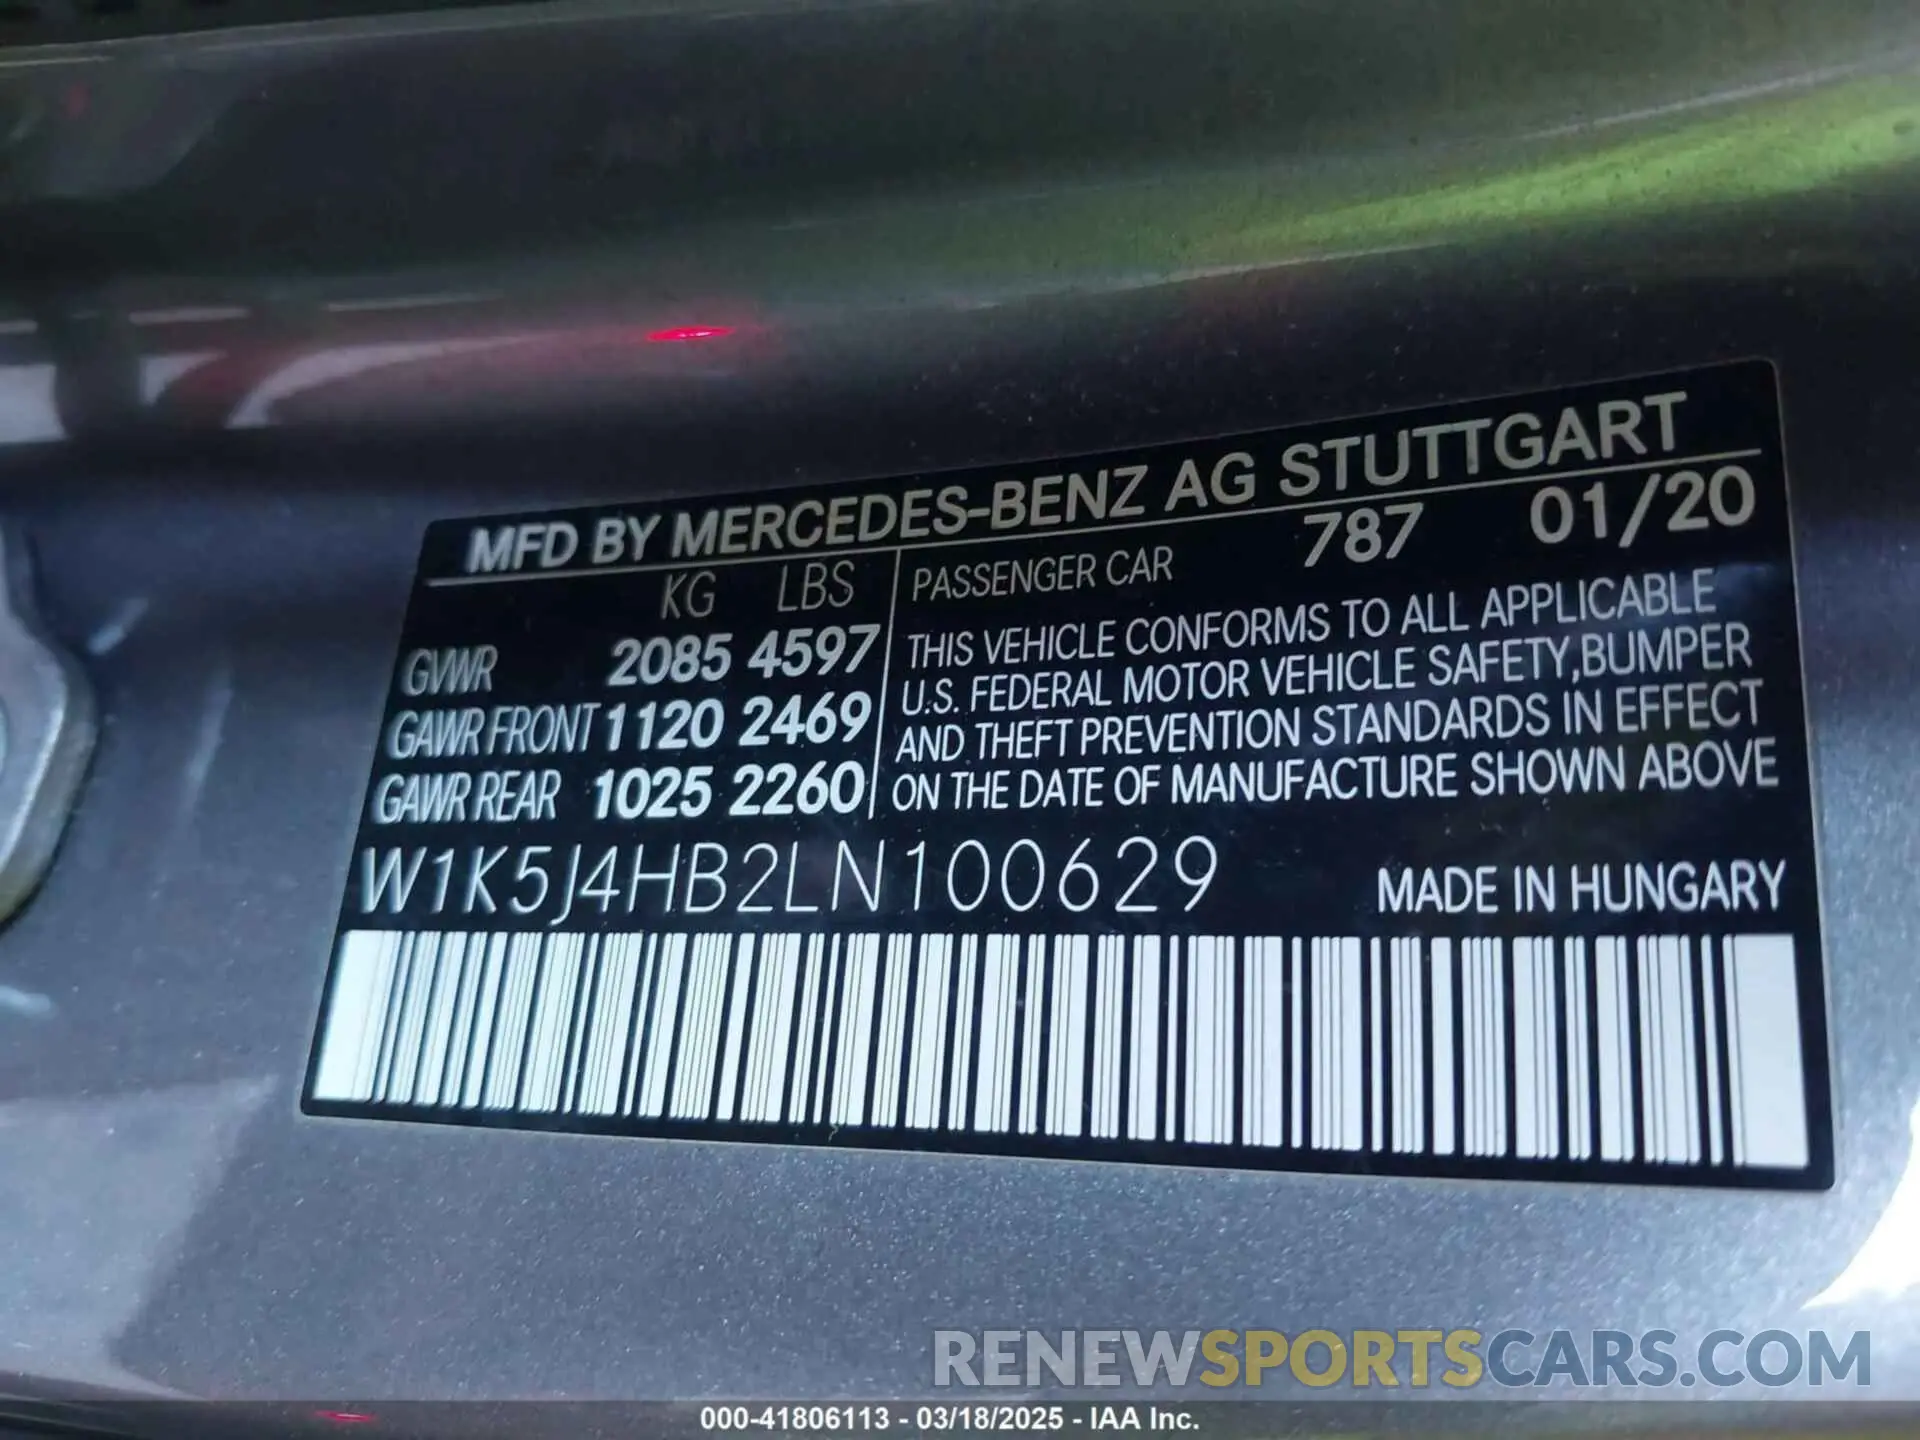 MFD BY MERCEDES-BENZ AG STUTTGART
KG LBS
GVWR 2085 4597
GAWR FRONT 1120 2469
GAWR REAR 1025 2260
PASSENGER CAR 787 01/20
THIS VEHICLE CONFORMS TO ALL APPLICABLE
U.S. FEDERAL MOTOR VEHICLE SAFETY,BUMPER
AND THEFT PREVENTION STANDARDS IN EFFECT
ON THE DATE OF MANUFACTURE SHOWN ABOVE
W1K5J4HB2LN100629 MADE IN HUNGARY
RENEWSPORTSCARS.COM
000-41806113 - 03/18/2025 - IAA Inc.